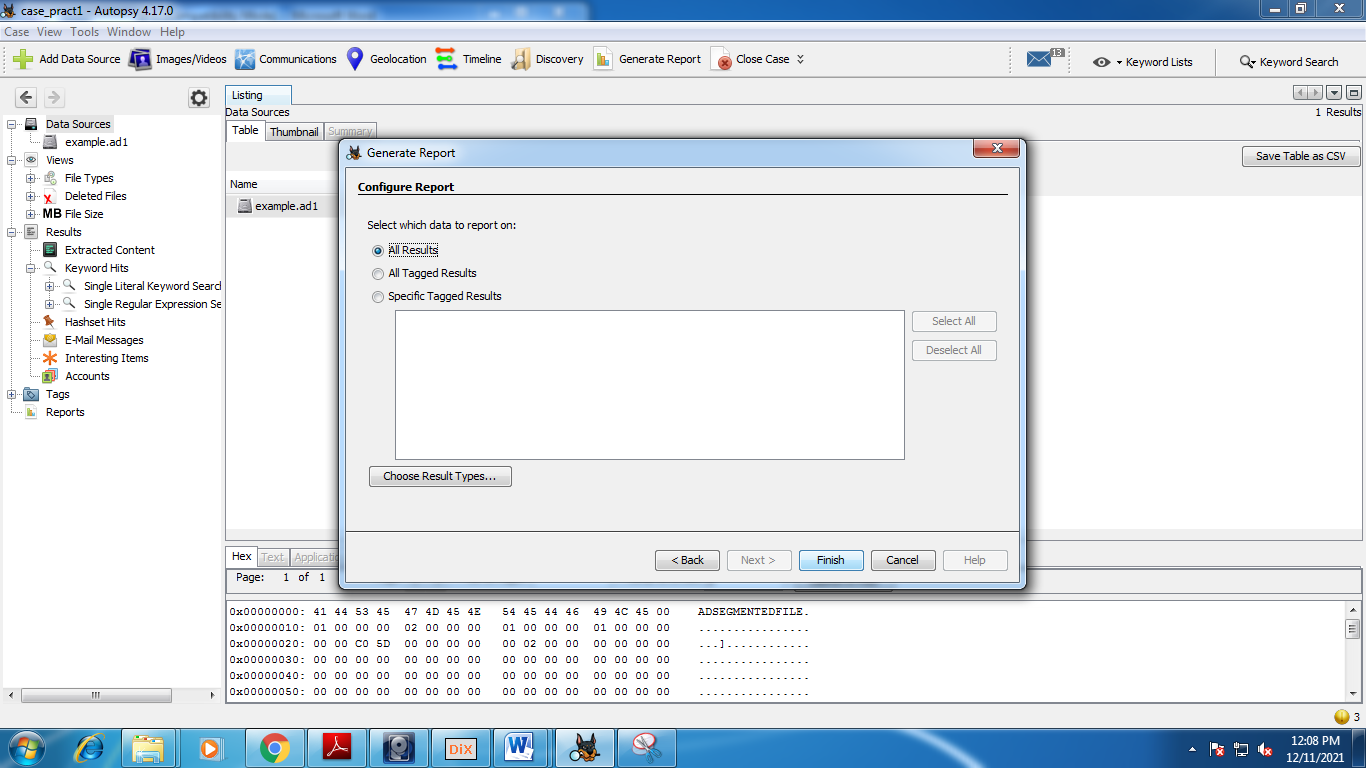 case_pract1 - Autopsy 4.17.0
Case View Tools Window Help
Add Data Source Images/Videos Communications Geolocation Timeline Discovery Generate Report Close Case 13 Keyword Lists Keyword Search
Listing
Data Sources 1 Results
Table Thumbnail Summary
Save Table as CSV
Name
example.ad1
Data Sources
example.ad1
Views
File Types
Deleted Files
MB File Size
Results
Extracted Content
Keyword Hits
Single Literal Keyword Search
Single Regular Expression Se
Hashset Hits
E-Mail Messages
Interesting Items
Accounts
Tags
Reports
Generate Report
Configure Report
Select which data to report on:
All Results
All Tagged Results
Specific Tagged Results
Select All
Deselect All
Choose Result Types...
< Back Next > Finish Cancel Help
Hex Text Applicatio
Page: 1 of 1
0x00000000: 41 44 53 45 47 4D 45 4E 54 45 44 46 49 4C 45 00 ADSEGMENTEDFILE.
0x00000010: 01 00 00 00 02 00 00 00 01 00 00 00 01 00 00 00 ................
0x00000020: 00 00 C0 5D 00 00 00 00 00 02 00 00 00 00 00 00 ...]............
0x00000030: 00 00 00 00 00 00 00 00 00 00 00 00 00 00 00 00 ................
0x00000040: 00 00 00 00 00 00 00 00 00 00 00 00 00 00 00 00 ................
0x00000050: 00 00 00 00 00 00 00 00 00 00 00 00 00 00 00 00 ................
3
DiX
12:08 PM
12/11/2021